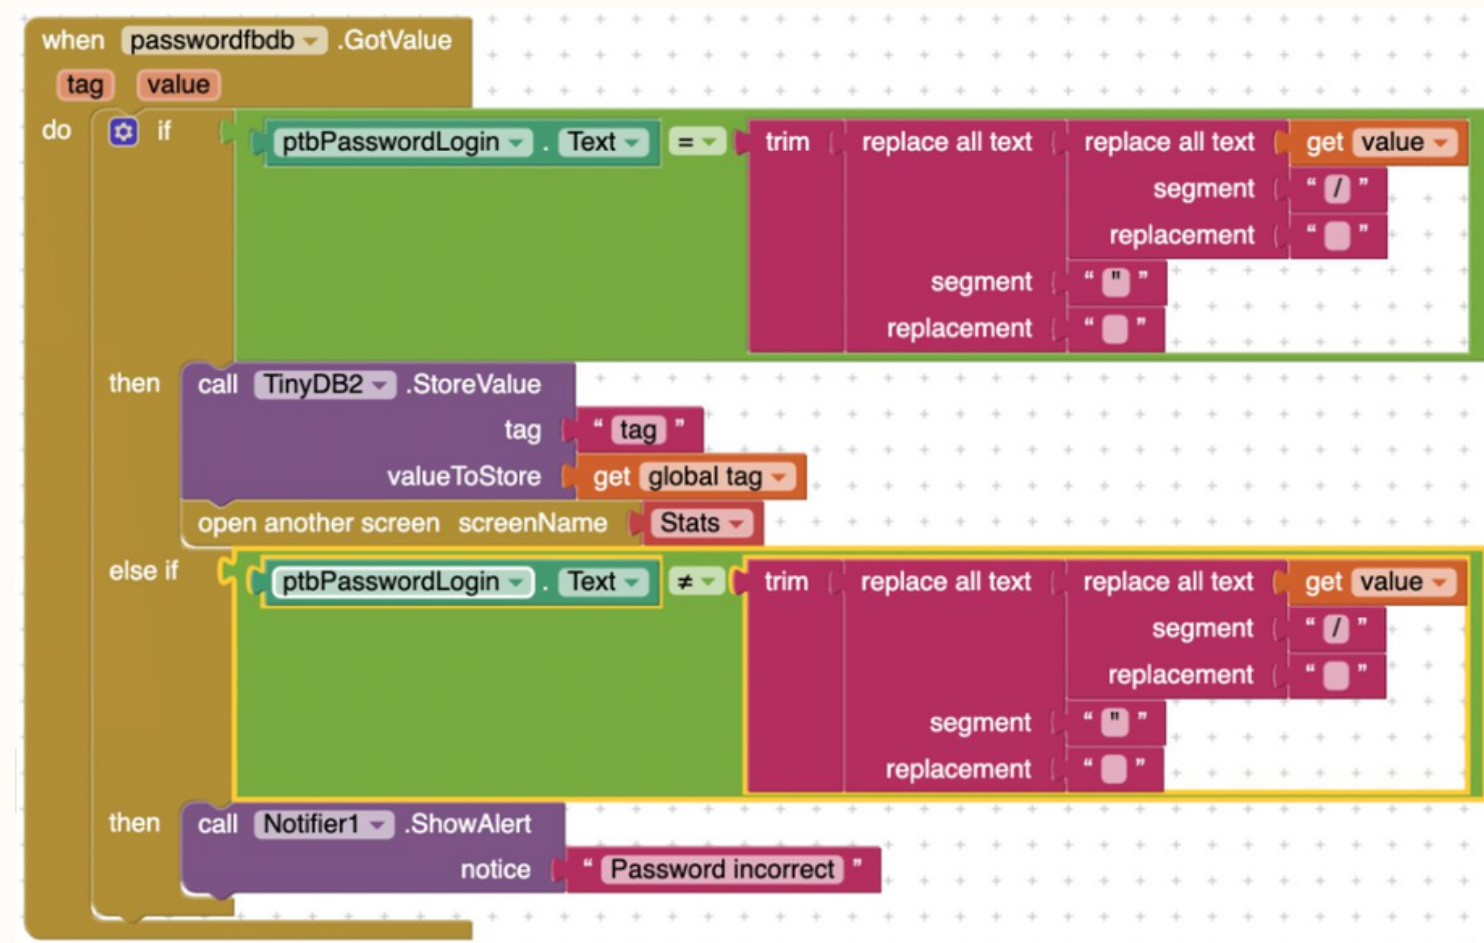 when passwordfbdb .GotValue
tag value
do if ptbPasswordLogin . Text = trim replace all text replace all text get value
segment “ / ”
replacement “ ”
segment “ " ”
replacement “ ”
then call TinyDB2 .StoreValue
tag “ tag ”
valueToStore get global tag
open another screen screenName Stats
else if ptbPasswordLogin . Text ≠ trim replace all text replace all text get value
segment “ / ”
replacement “ ”
segment “ " ”
replacement “ ”
then call Notifier1 .ShowAlert
notice “ Password incorrect ”